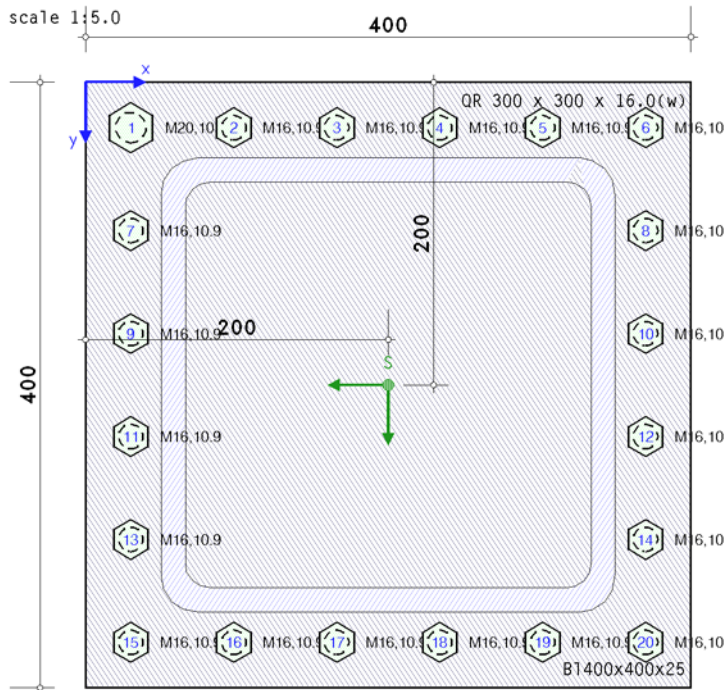 scale 1:5.0
400
x
y
QR 300 x 300 x 16.0(w)
1 M20,10 2 M16,10.9 3 M16,10.9 4 M16,10.9 5 M16,10.9 6 M16,10
7 M16,10.9 8 M16,10
200
9 M16,10.9 10 M16,10
200
S
400
11 M16,10.9 12 M16,10
13 M16,10.9 14 M16,10
15 M16,10.9 16 M16,10.9 17 M16,10.9 18 M16,10.9 19 M16,10.9 20 M16,10
Bl400x400x25